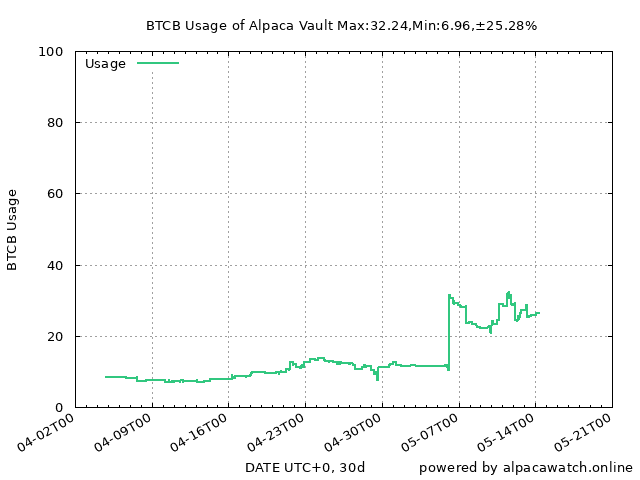 BTCB Usage of Alpaca Vault Max:32.24,Min:6.96,±25.28%
Usage
100
80
60
40
20
0
BTCB Usage
04-02T00
04-09T00
04-16T00
04-23T00
04-30T00
05-07T00
05-14T00
05-21T00
DATE UTC+0, 30d
powered by alpacawatch.online